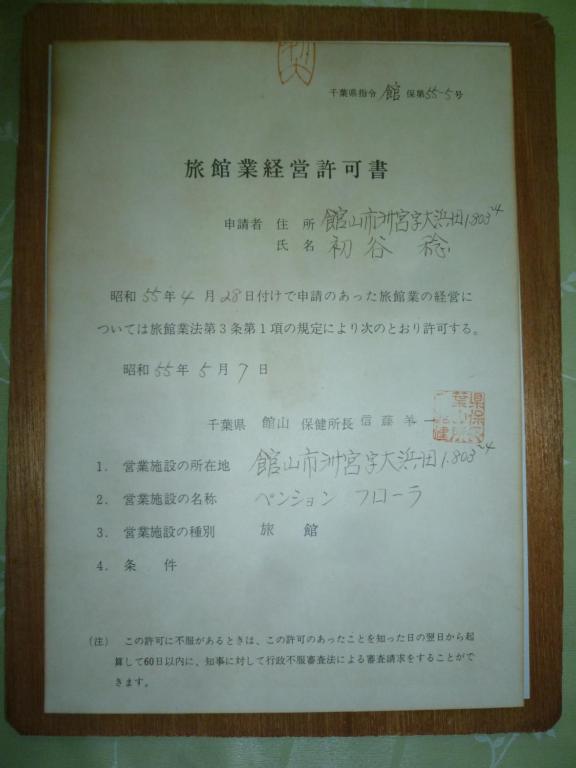 千葉県指令 館 保第55-5号
旅館業経営許可書
申請者 住所 館山市洲宮字大浜田1.803-4
氏名 初谷 稔
昭和55年4月28日付けで申請のあった旅館業の経営に
ついては旅館業法第3条第1項の規定により次のとおり許可する。
昭和55年5月7日
千葉県 館山 保健所長 信藤
1. 営業施設の所在地 館山市洲宮字大浜田1.803-4
2. 営業施設の名称 ペンション フローラ
3. 営業施設の種別 旅館
4. 条件
(注) この許可に不服があるときは、この許可のあったことを知った日の翌日から起
算して60日以内に、知事に対して行政不服審査法による審査請求をすることがで
きます。